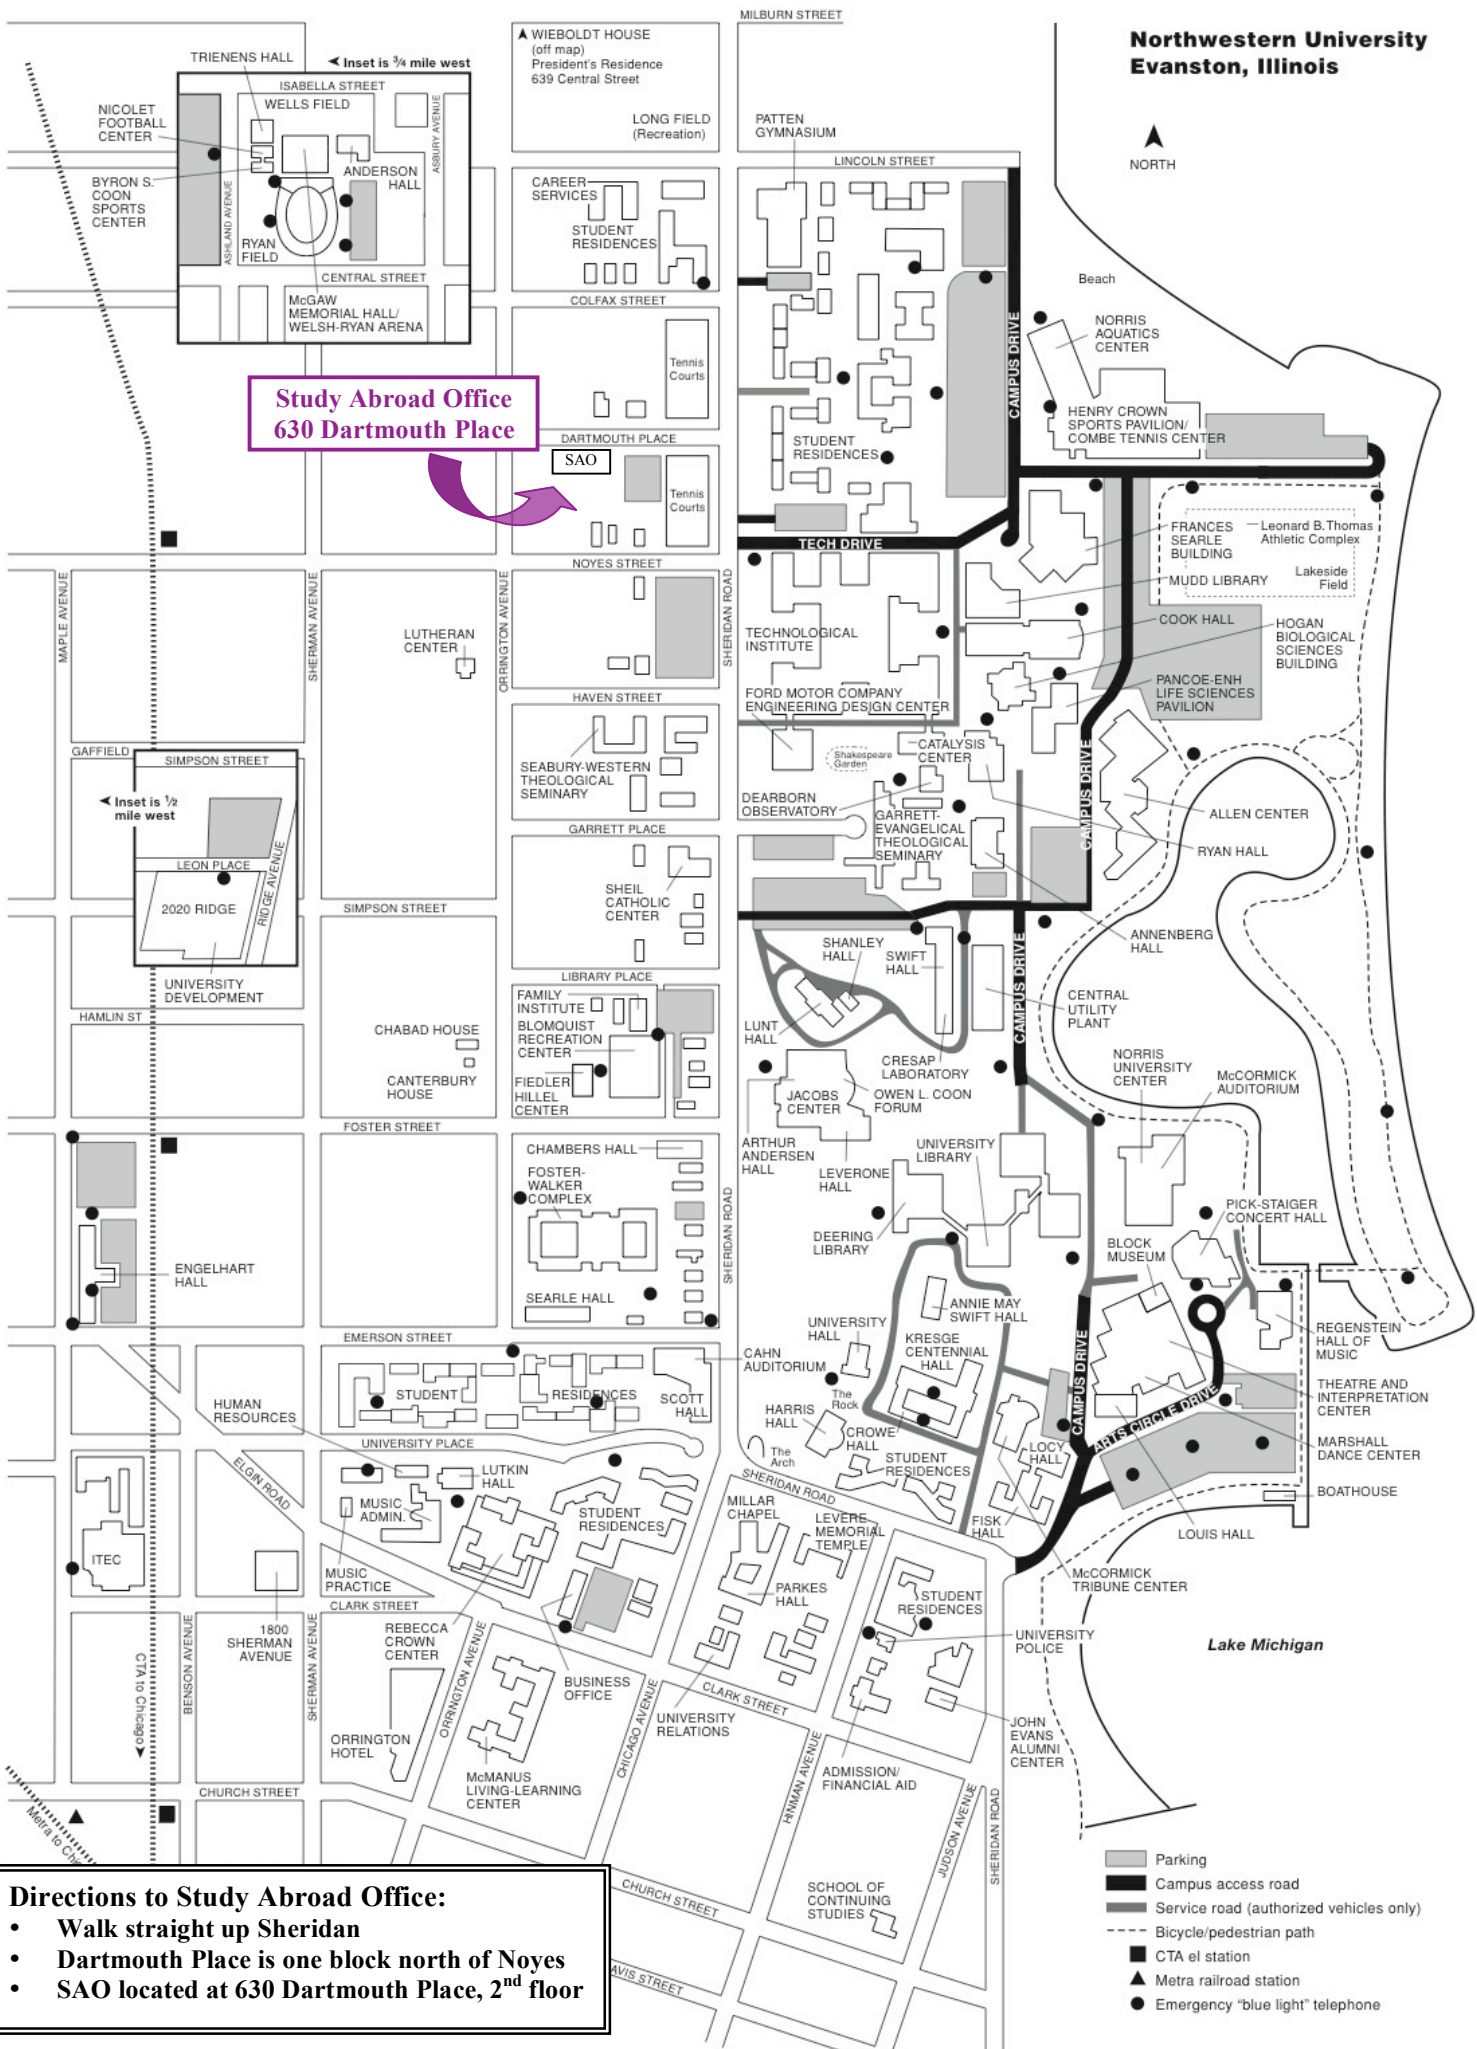 MILBURN STREET
Northwestern University
Evanston, Illinois
NORTH
WIEBOLDT HOUSE
(off map)
President's Residence
639 Central Street
LONG FIELD
(Recreation)
PATTEN
GYMNASIUM
LINCOLN STREET
TRIENENS HALL
Inset is ¾ mile west
ISABELLA STREET
WELLS FIELD
NICOLET
FOOTBALL
CENTER
ASBURY AVENUE
BYRON S.
COON
SPORTS
CENTER
ANDERSON
HALL
ASHLAND AVENUE
RYAN
FIELD
CENTRAL STREET
McGAW
MEMORIAL HALL/
WELSH-RYAN ARENA
CAREER
SERVICES
STUDENT
RESIDENCES
COLFAX STREET
Beach
CAMPUS DRIVE
NORRIS
AQUATICS
CENTER
Tennis
Courts
Study Abroad Office
630 Dartmouth Place
HENRY CROWN
SPORTS PAVILION/
COMBE TENNIS CENTER
DARTMOUTH PLACE
SAO
STUDENT
RESIDENCES
Tennis
Courts
FRANCES
SEARLE
BUILDING
Leonard B. Thomas
Athletic Complex
Lakeside
Field
TECH DRIVE
NOYES STREET
MUDD LIBRARY
MAPLE AVENUE
SHERMAN AVENUE
ORRINGTON AVENUE
SHERIDAN ROAD
LUTHERAN
CENTER
TECHNOLOGICAL
INSTITUTE
COOK HALL
HOGAN
BIOLOGICAL
SCIENCES
BUILDING
PANCOE-ENH
LIFE SCIENCES
PAVILION
HAVEN STREET
FORD MOTOR COMPANY
ENGINEERING DESIGN CENTER
GAFFIELD
SIMPSON STREET
Inset is ½
mile west
SEABURY-WESTERN
THEOLOGICAL
SEMINARY
Shakespeare
Garden
CATALYSIS
CENTER
CAMPUS DRIVE
DEARBORN
OBSERVATORY
GARRETT-
EVANGELICAL
THEOLOGICAL
SEMINARY
ALLEN CENTER
RYAN HALL
GARRETT PLACE
LEON PLACE
RIDGE AVENUE
2020 RIDGE
UNIVERSITY
DEVELOPMENT
SHEIL
CATHOLIC
CENTER
SIMPSON STREET
ANNENBERG
HALL
SHANLEY
HALL
SWIFT
HALL
CAMPUS DRIVE
LIBRARY PLACE
FAMILY
INSTITUTE
BLOMQUIST
RECREATION
CENTER
FIEDLER
HILLEL
CENTER
HAMLIN ST
CHABAD HOUSE
CANTERBURY
HOUSE
LUNT
HALL
CENTRAL
UTILITY
PLANT
CRESAP
LABORATORY
JACOBS
CENTER
OWEN L. COON
FORUM
NORRIS
UNIVERSITY
CENTER
McCORMICK
AUDITORIUM
FOSTER STREET
CHAMBERS HALL
FOSTER-
WALKER
COMPLEX
ARTHUR
ANDERSEN
HALL
LEVERONE
HALL
UNIVERSITY
LIBRARY
SHERIDAN ROAD
DEERING
LIBRARY
PICK-STAIGER
CONCERT HALL
BLOCK
MUSEUM
ENGELHART
HALL
SEARLE HALL
ANNIE MAY
SWIFT HALL
UNIVERSITY
HALL
KRESGE
CENTENNIAL
HALL
REGENSTEIN
HALL OF
MUSIC
EMERSON STREET
CAHN
AUDITORIUM
STUDENT
RESIDENCES
SCOTT
HALL
HUMAN
RESOURCES
The
Rock
HARRIS
HALL
CROWE
HALL
CAMPUS DRIVE
ARTS CIRCLE DRIVE
THEATRE AND
INTERPRETATION
CENTER
MARSHALL
DANCE CENTER
UNIVERSITY PLACE
The
Arch
STUDENT
RESIDENCES
LOCY
HALL
BOATHOUSE
ELGIN ROAD
LUTKIN
HALL
MUSIC
ADMIN.
STUDENT
RESIDENCES
SHERIDAN ROAD
MILLAR
CHAPEL
LEVERE
MEMORIAL
TEMPLE
FISK
HALL
LOUIS HALL
ITEC
MUSIC
PRACTICE
McCORMICK
TRIBUNE CENTER
PARKES
HALL
STUDENT
RESIDENCES
CLARK STREET
1800
SHERMAN
AVENUE
REBECCA
CROWN
CENTER
UNIVERSITY
POLICE
Lake Michigan
CTA to Chicago
BENSON AVENUE
SHERMAN AVENUE
ORRINGTON AVENUE
BUSINESS
OFFICE
CHICAGO AVENUE
CLARK STREET
UNIVERSITY
RELATIONS
ORRINGTON
HOTEL
HINMAN AVENUE
JOHN
EVANS
ALUMNI
CENTER
McMANUS
LIVING-LEARNING
CENTER
ADMISSION/
FINANCIAL AID
CHURCH STREET
JUDSON AVENUE
SHERIDAN ROAD
Metra to
CHURCH STREET
SCHOOL OF
CONTINUING
STUDIES
STREET
Directions to Study Abroad Office:
• Walk straight up Sheridan
• Dartmouth Place is one block north of Noyes
• SAO located at 630 Dartmouth Place, 2nd floor
Parking
Campus access road
Service road (authorized vehicles only)
Bicycle/pedestrian path
CTA el station
Metra railroad station
Emergency "blue light" telephone